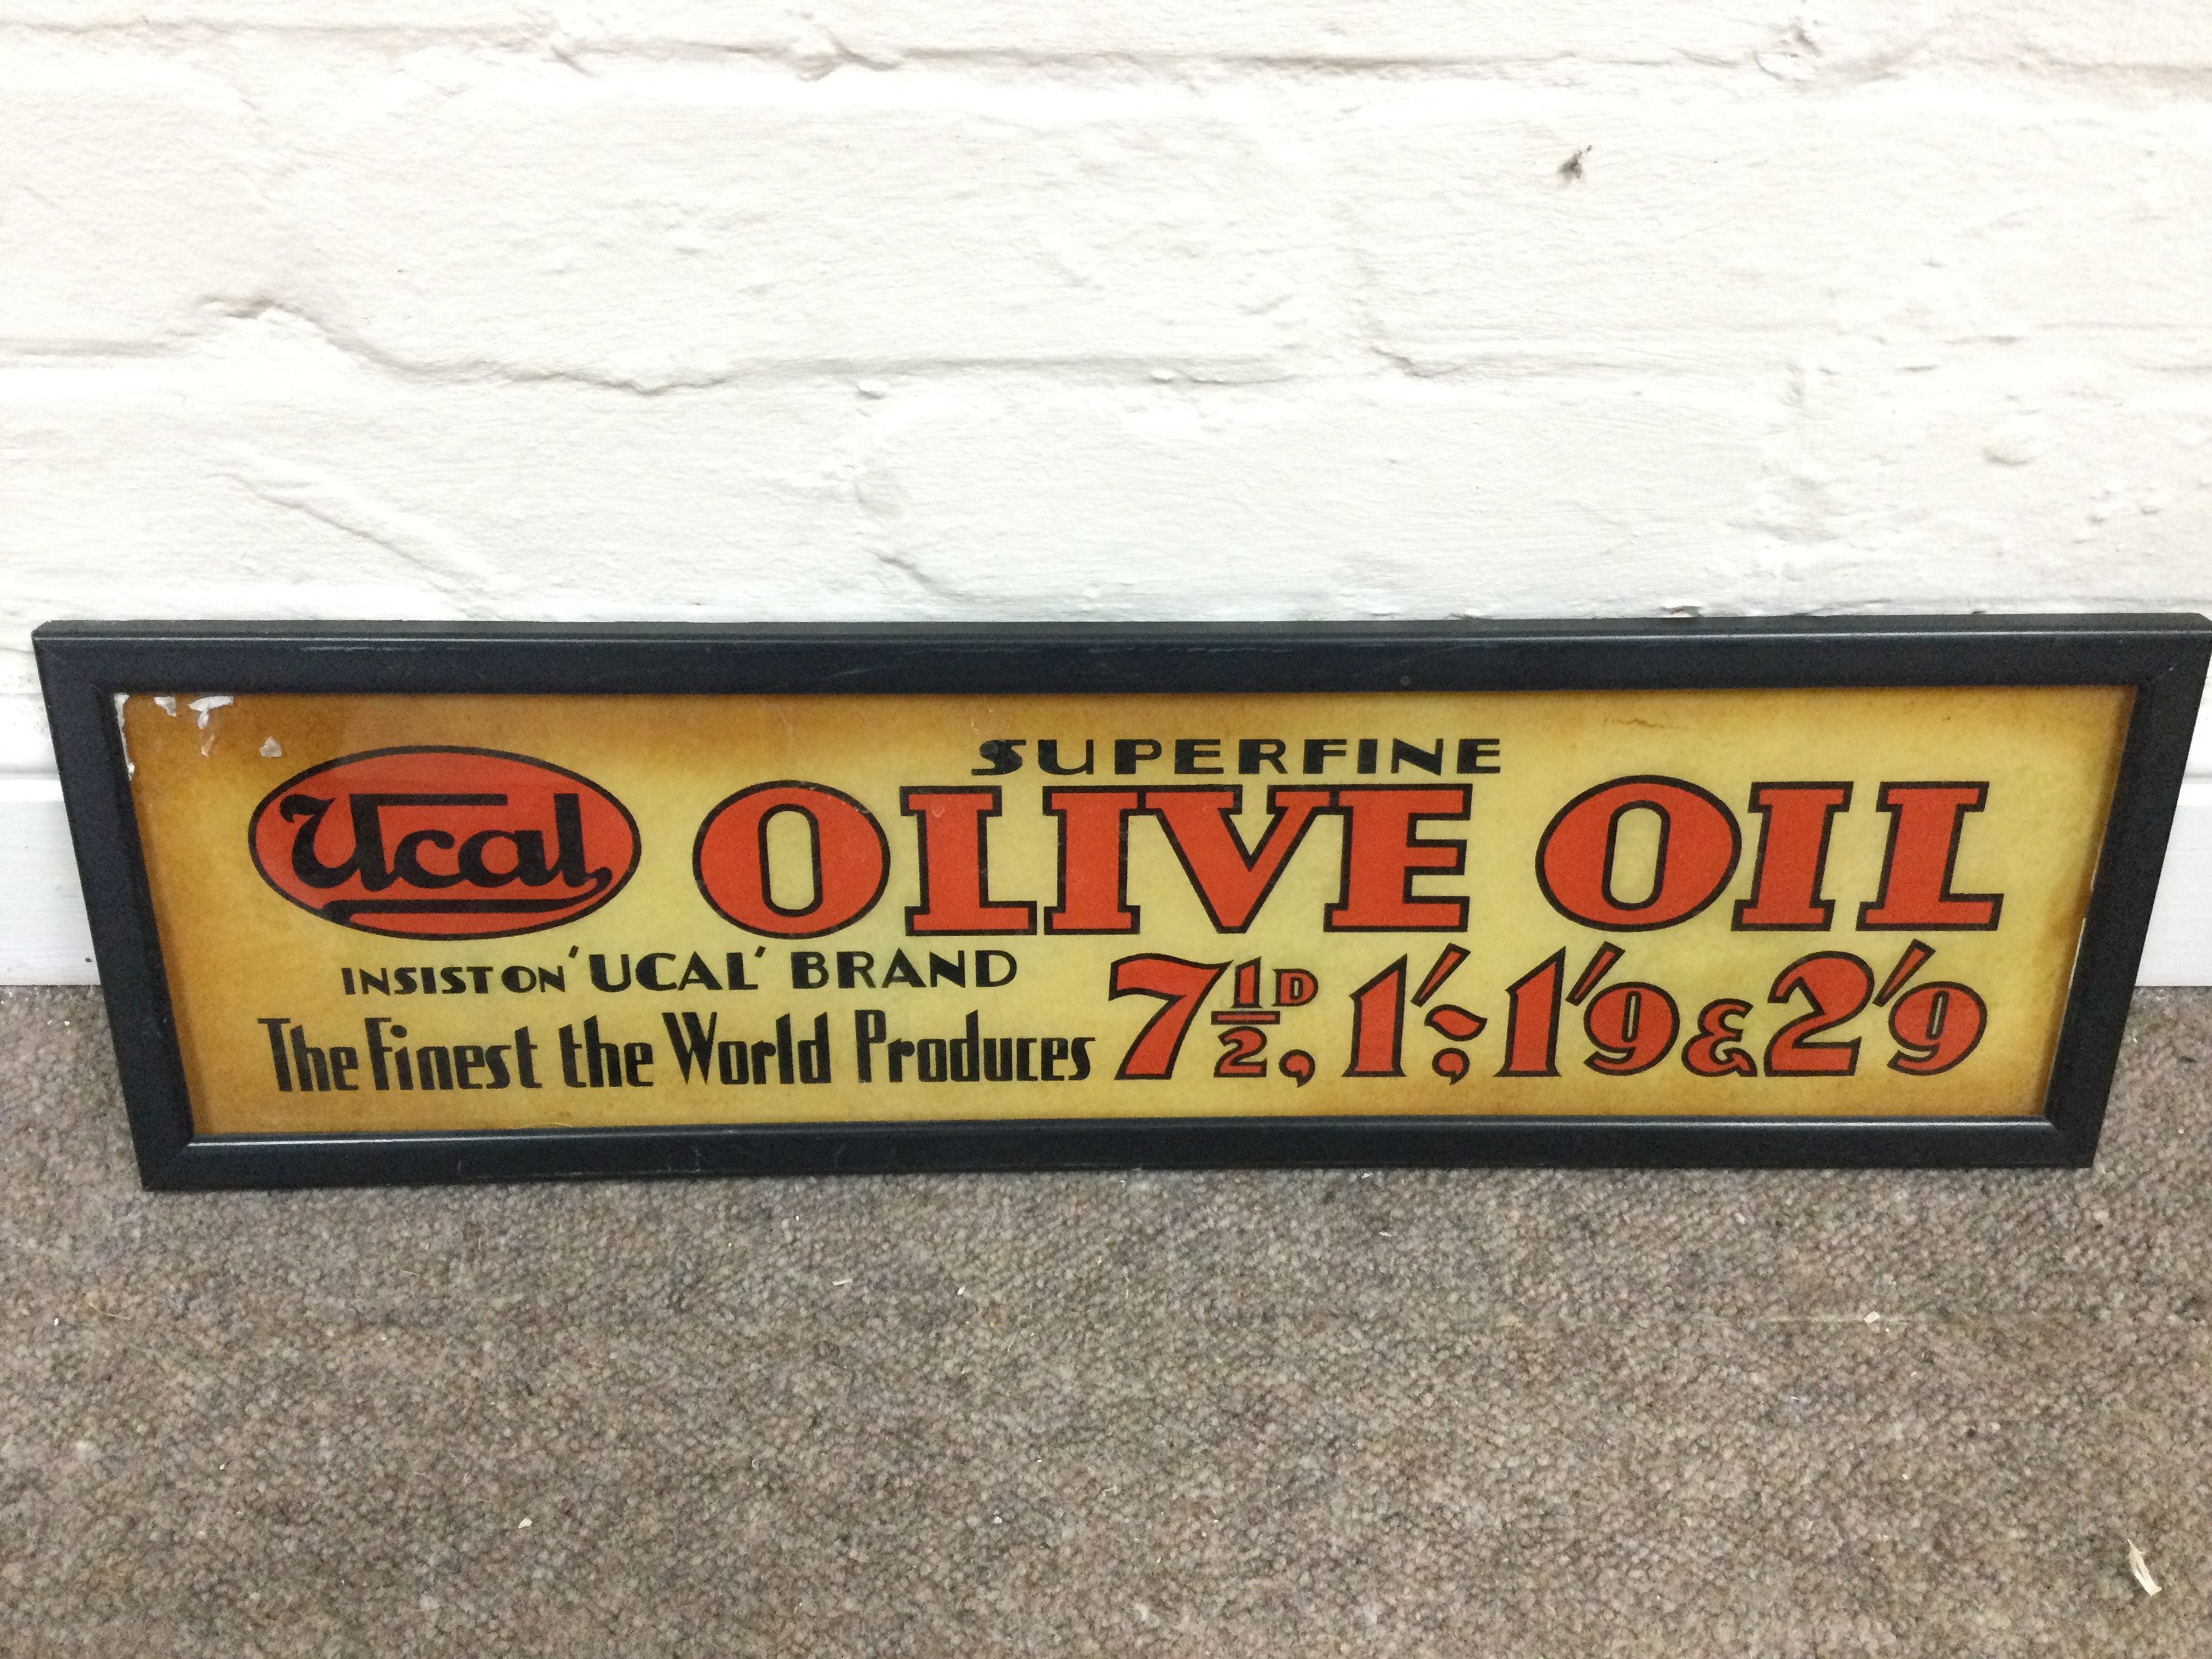 Ucal
SUPERFINE
OLIVE OIL
INSIST ON 'UCAL' BRAND
The Finest the World Produces
7½D, 1/-; 1/9 & 2/9